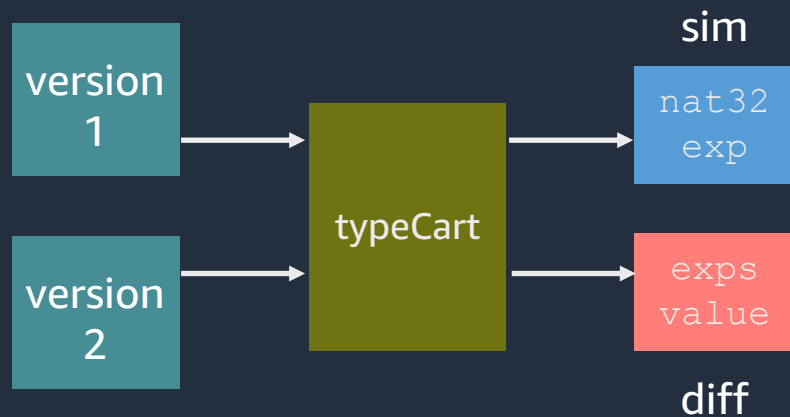 version
1
version
2
typeCart
sim
nat32
exp
exps
value
diff